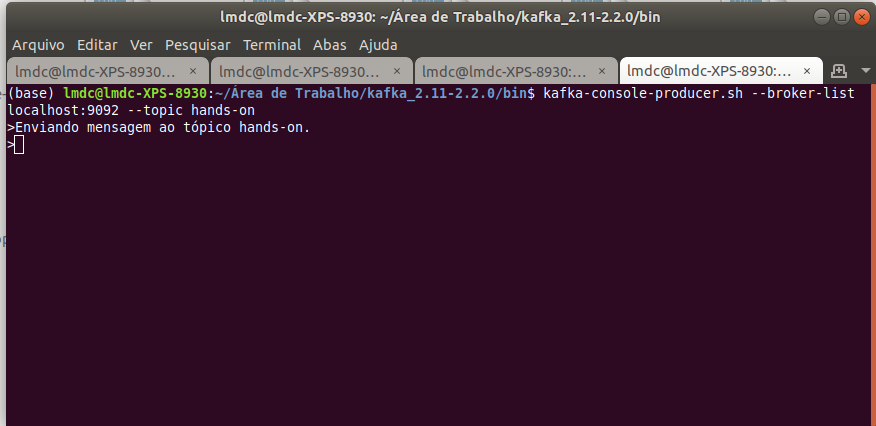 lmdc@lmdc-XPS-8930: ~/Área de Trabalho/kafka_2.11-2.2.0/bin
Arquivo Editar Ver Pesquisar Terminal Abas Ajuda
lmdc@lmdc-XPS-8930... × lmdc@lmdc-XPS-8930... × lmdc@lmdc-XPS-8930:... × lmdc@lmdc-XPS-8930:... ×
(base) lmdc@lmdc-XPS-8930:~/Área de Trabalho/kafka_2.11-2.2.0/bin$ kafka-console-producer.sh --broker-list
localhost:9092 --topic hands-on
>Enviando mensagem ao tópico hands-on.
>